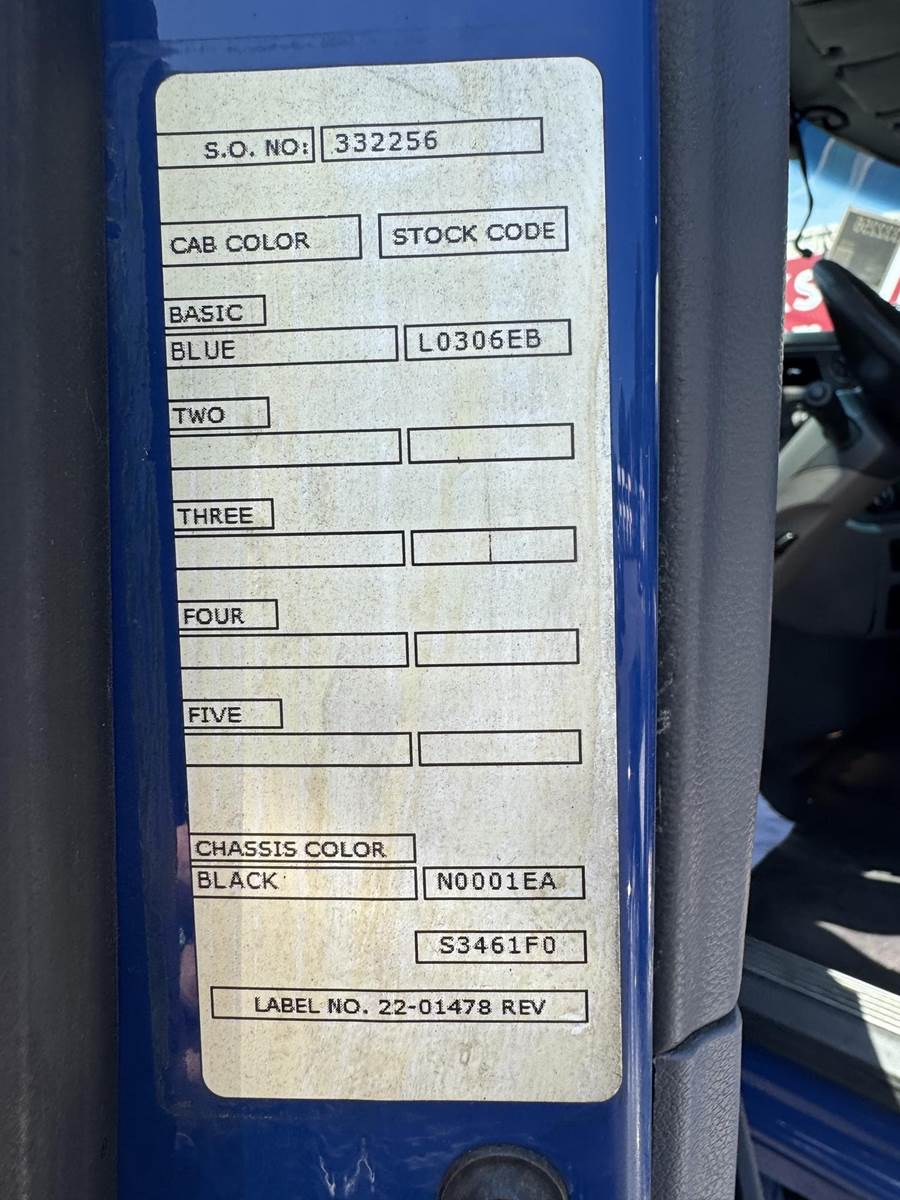 S.O. NO: 332256
CAB COLOR STOCK CODE
BASIC
BLUE L0306EB
TWO
THREE
FOUR
FIVE
CHASSIS COLOR
BLACK N0001EA
S3461F0
LABEL NO. 22-01478 REV